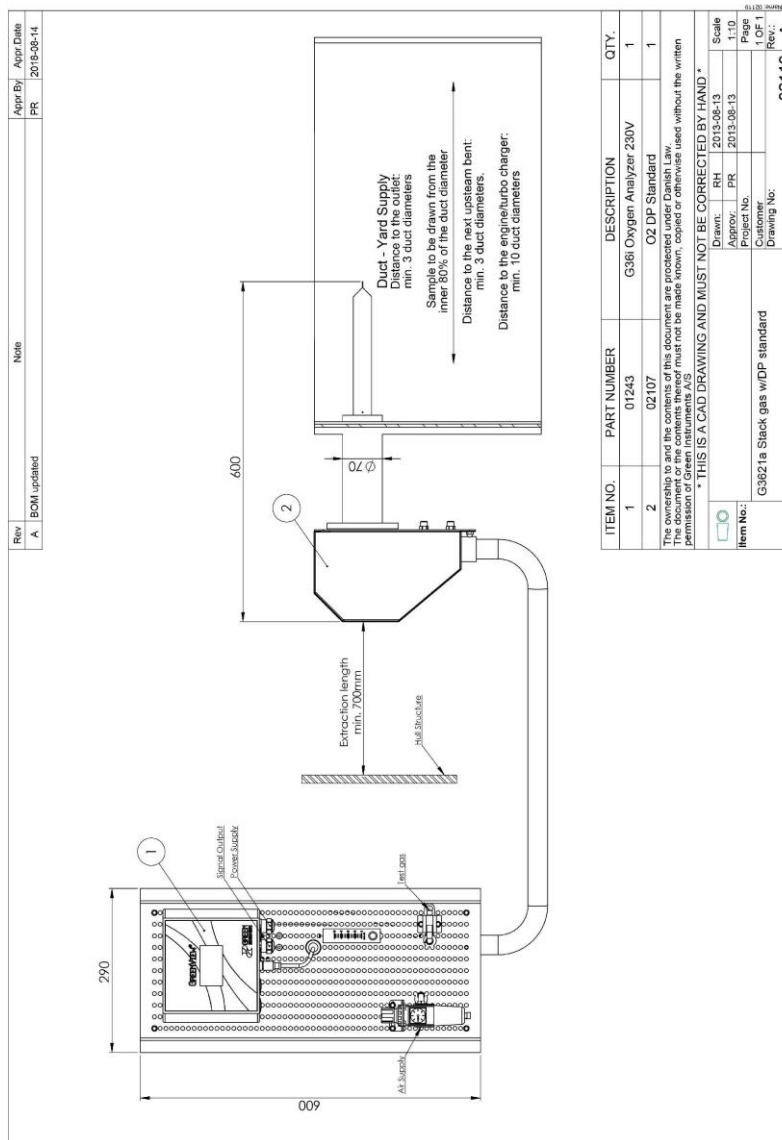 Rev
Note
Appr.By
Appr.Date
A
BOM updated
PR
2018-08-14
290
600
1
GREENVIEW
GREEN
Signal Output
Power Supply
Air Supply
Test gas
Hull Structure
Extraction length
min. 700mm
600
2
Ø 70
Duct - Yard Supply
Distance to the outlet:
min. 3 duct diameters
Sample to be drawn from the
inner 80% of the duct diameter
Distance to the next upsteam bent:
min. 3 duct diameters.
Distance to the engine/turbo charger:
min. 10 duct diameters
ITEM NO. PART NUMBER DESCRIPTION QTY.
1 01243 G36i Oxygen Analyzer 230V 1
2 02107 O2 DP Standard 1
The ownership to and the contents of this document are prodected under Danish Law.
The document or the contents thereof must not be made known, copied or otherwise used without the written
permission of Green Instruments A/S
* THIS IS A CAD DRAWING AND MUST NOT BE CORRECTED BY HAND *
Drawn: RH 2013-08-13 Scale
Approv.: PR 2013-08-13 1:10
Project No. Page
Customer 1 OF 1
Item No.: Drawing No: Rev.:
G3621a Stack gas w/DP standard
Name: 02110